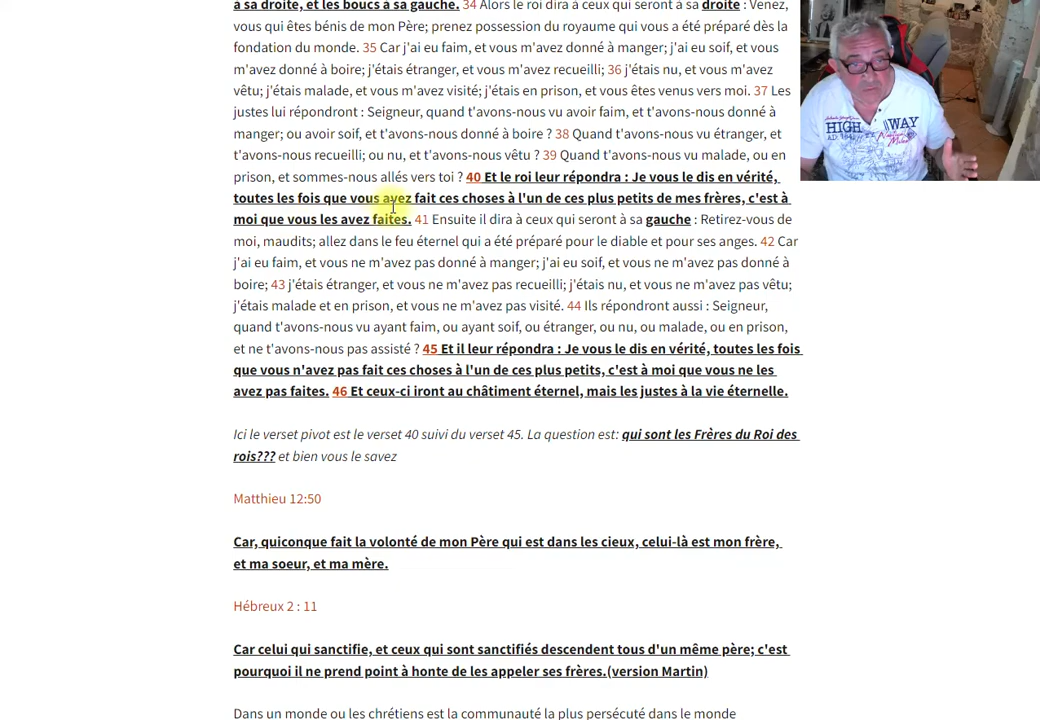 à sa droite, et les boucs à sa gauche. 34 Alors le roi dira à ceux qui seront à sa droite : Venez,
vous qui êtes bénis de mon Père; prenez possession du royaume qui vous a été préparé dès la
fondation du monde. 35 Car j'ai eu faim, et vous m'avez donné à manger; j'ai eu soif, et vous
m'avez donné à boire; j'étais étranger, et vous m'avez recueilli; 36 j'étais nu, et vous m'avez
vêtu; j'étais malade, et vous m'avez visité; j'étais en prison, et vous êtes venus vers moi. 37 Les
justes lui répondront : Seigneur, quand t'avons-nous vu avoir faim, et t'avons-nous donné à
manger; ou avoir soif, et t'avons-nous donné à boire ? 38 Quand t'avons-nous vu étranger, et
t'avons-nous recueilli; ou nu, et t'avons-nous vêtu ? 39 Quand t'avons-nous vu malade, ou en
prison, et sommes-nous allés vers toi ? 40 Et le roi leur répondra : Je vous le dis en vérité,
toutes les fois que vous avez fait ces choses à l'un de ces plus petits de mes frères, c'est à
moi que vous les avez faites. 41 Ensuite il dira à ceux qui seront à sa gauche : Retirez-vous de
moi, maudits; allez dans le feu éternel qui a été préparé pour le diable et pour ses anges. 42 Car
j'ai eu faim, et vous ne m'avez pas donné à manger; j'ai eu soif, et vous ne m'avez pas donné à
boire; 43 j'étais étranger, et vous ne m'avez pas recueilli; j'étais nu, et vous ne m'avez pas vêtu;
j'étais malade et en prison, et vous ne m'avez pas visité. 44 Ils répondront aussi : Seigneur,
quand t'avons-nous vu ayant faim, ou ayant soif, ou étranger, ou nu, ou malade, ou en prison,
et ne t'avons-nous pas assisté ? 45 Et il leur répondra : Je vous le dis en vérité, toutes les fois
que vous n'avez pas fait ces choses à l'un de ces plus petits, c'est à moi que vous ne les
avez pas faites. 46 Et ceux-ci iront au châtiment éternel, mais les justes à la vie éternelle.
Ici le verset pivot est le verset 40 suivi du verset 45. La question est: qui sont les Frères du Roi des
rois??? et bien vous le savez
Matthieu 12:50
Car, quiconque fait la volonté de mon Père qui est dans les cieux, celui-là est mon frère,
et ma soeur, et ma mère.
Hébreux 2 : 11
Car celui qui sanctifie, et ceux qui sont sanctifiés descendent tous d'un même père; c'est
pourquoi il ne prend point à honte de les appeler ses frères.(version Martin)
Dans un monde ou les chrétiens est la communauté la plus persécuté dans le monde
HIGH WAY